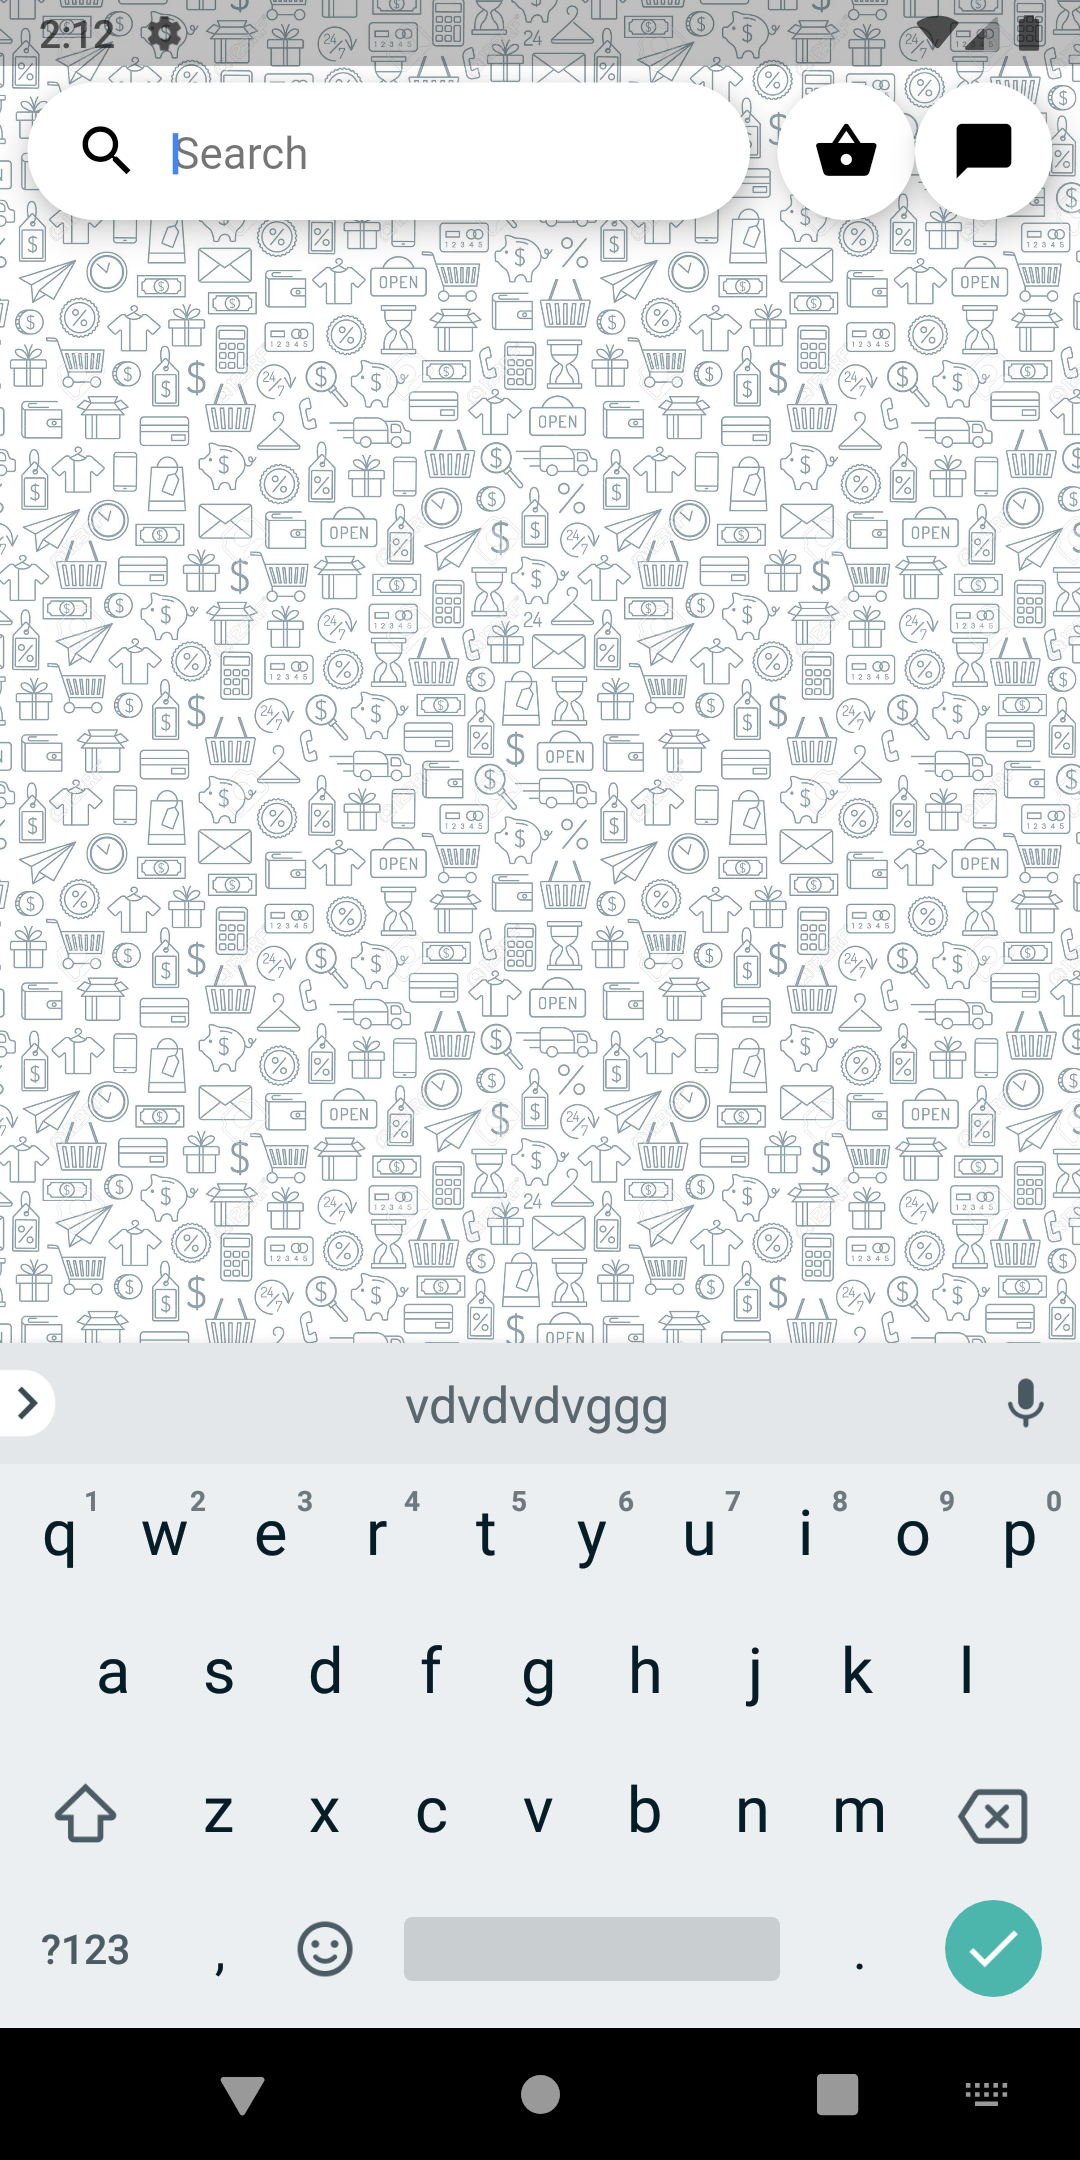 2:12
Search
vdvdvdvggg
1 2 3 4 5 6 7 8 9 0
q w e r t y u i o p
a s d f g h j k l
z x c v b n m
?123 , .